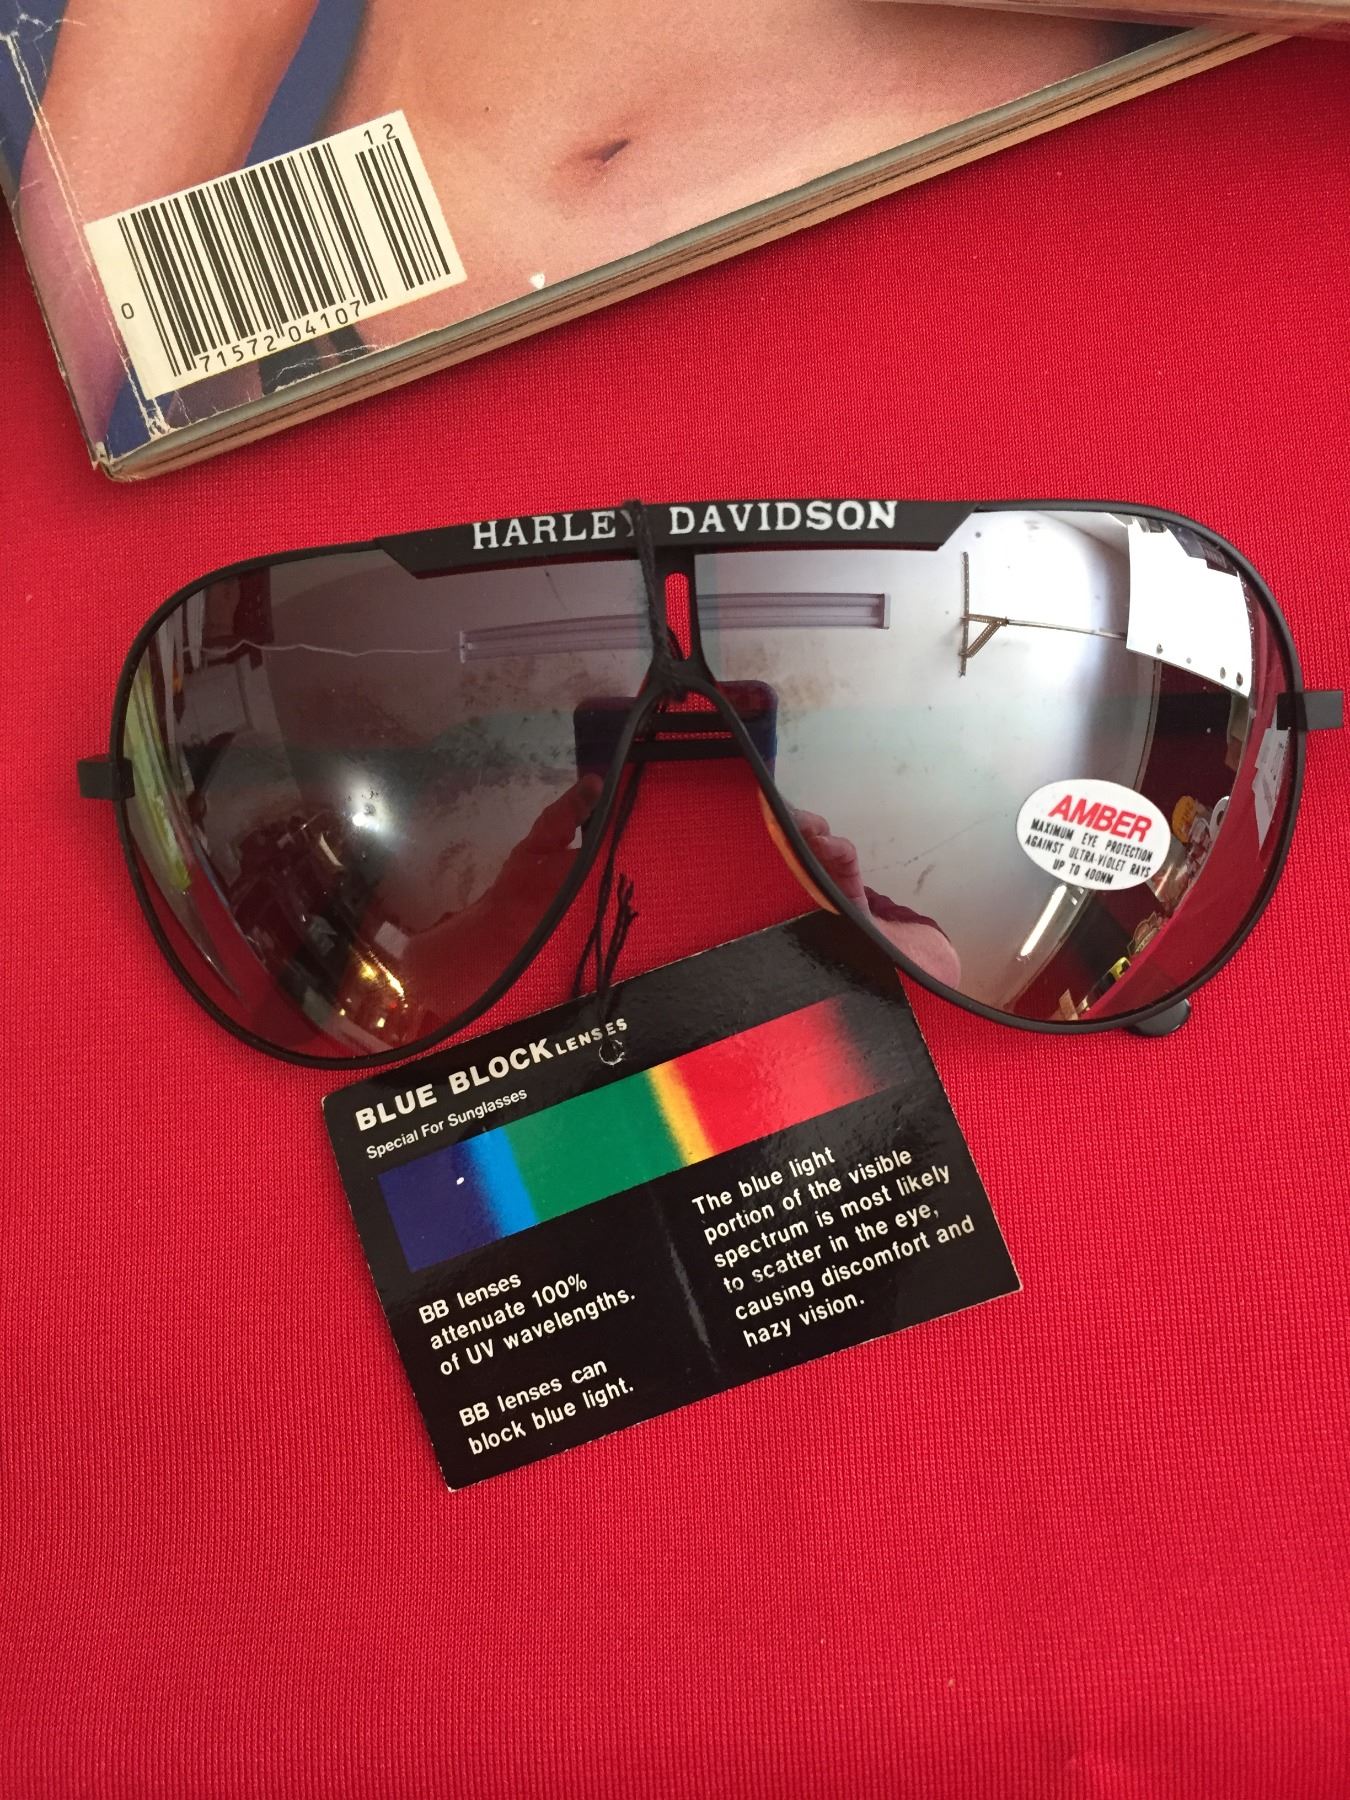 12
0
71572 04107
HARLEY DAVIDSON
AMBER
MAXIMUM EYE PROTECTION
AGAINST ULTRA-VIOLET RAYS
UP TO 400NM
BLUE BLOCK LENSES
Special For Sunglasses
BB lenses
attenuate 100%
of UV wavelengths.
BB lenses can
block blue light.
The blue light
portion of the visible
spectrum is most likely
to scatter in the eye,
causing discomfort and
hazy vision.